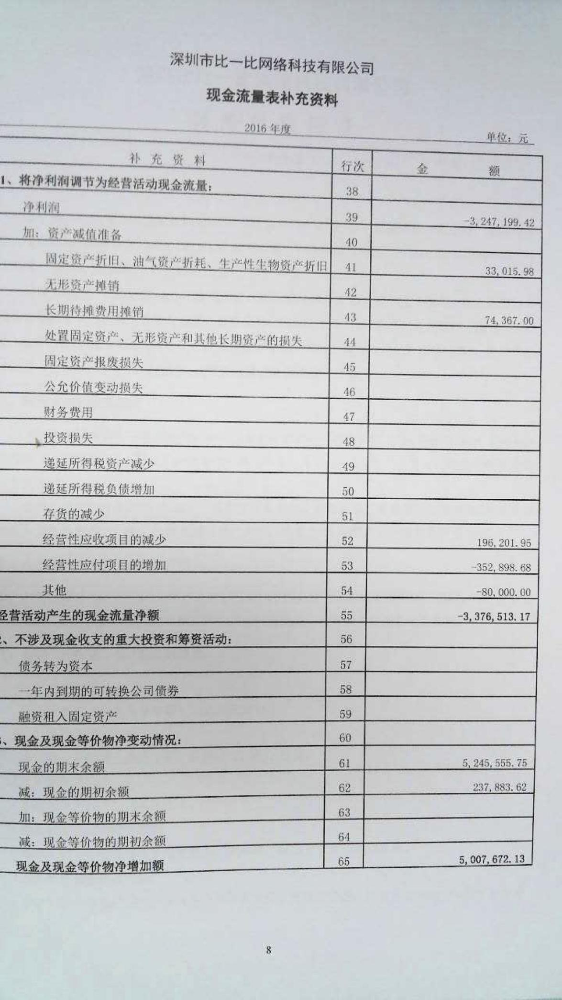 深圳市比一比网络科技有限公司
现金流量表补充资料
2016 年度 单位：元
补 充 资 料 行次 金 额
1、将净利润调节为经营活动现金流量： 38
净利润 39 -3,247,199.42
加：资产减值准备 40
固定资产折旧、油气资产折耗、生产性生物资产折旧 41 33,015.98
无形资产摊销 42
长期待摊费用摊销 43 74,367.00
处置固定资产、无形资产和其他长期资产的损失 44
固定资产报废损失 45
公允价值变动损失 46
财务费用 47
投资损失 48
递延所得税资产减少 49
递延所得税负债增加 50
存货的减少 51
经营性应收项目的减少 52 196,201.95
经营性应付项目的增加 53 -352,898.68
其他 54 -80,000.00
经营活动产生的现金流量净额 55 -3,376,513.17
、不涉及现金收支的重大投资和筹资活动： 56
债务转为资本 57
一年内到期的可转换公司债券 58
融资租入固定资产 59
、现金及现金等价物净变动情况： 60
现金的期末余额 61 5,245,555.75
减：现金的期初余额 62 237,883.62
加：现金等价物的期末余额 63
减：现金等价物的期初余额 64
现金及现金等价物净增加额 65 5,007,672.13
8